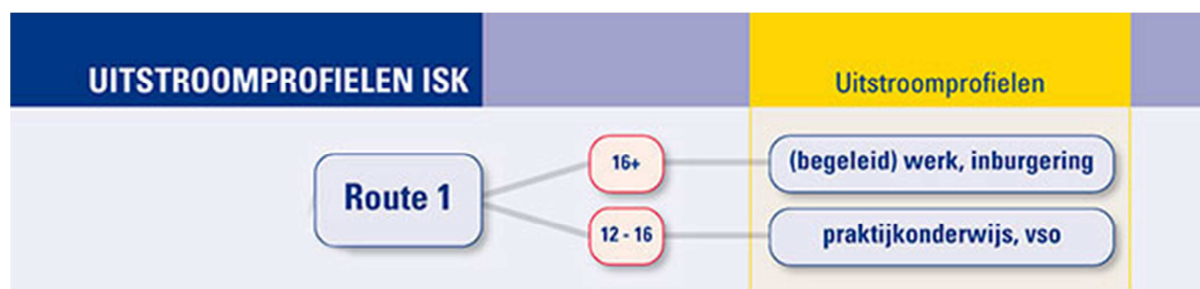 UITSTROOMPROFIELEN ISK
Uitstroomprofielen
Route 1
16+
(begeleid) werk, inburgering
12 - 16
praktijkonderwijs, vso